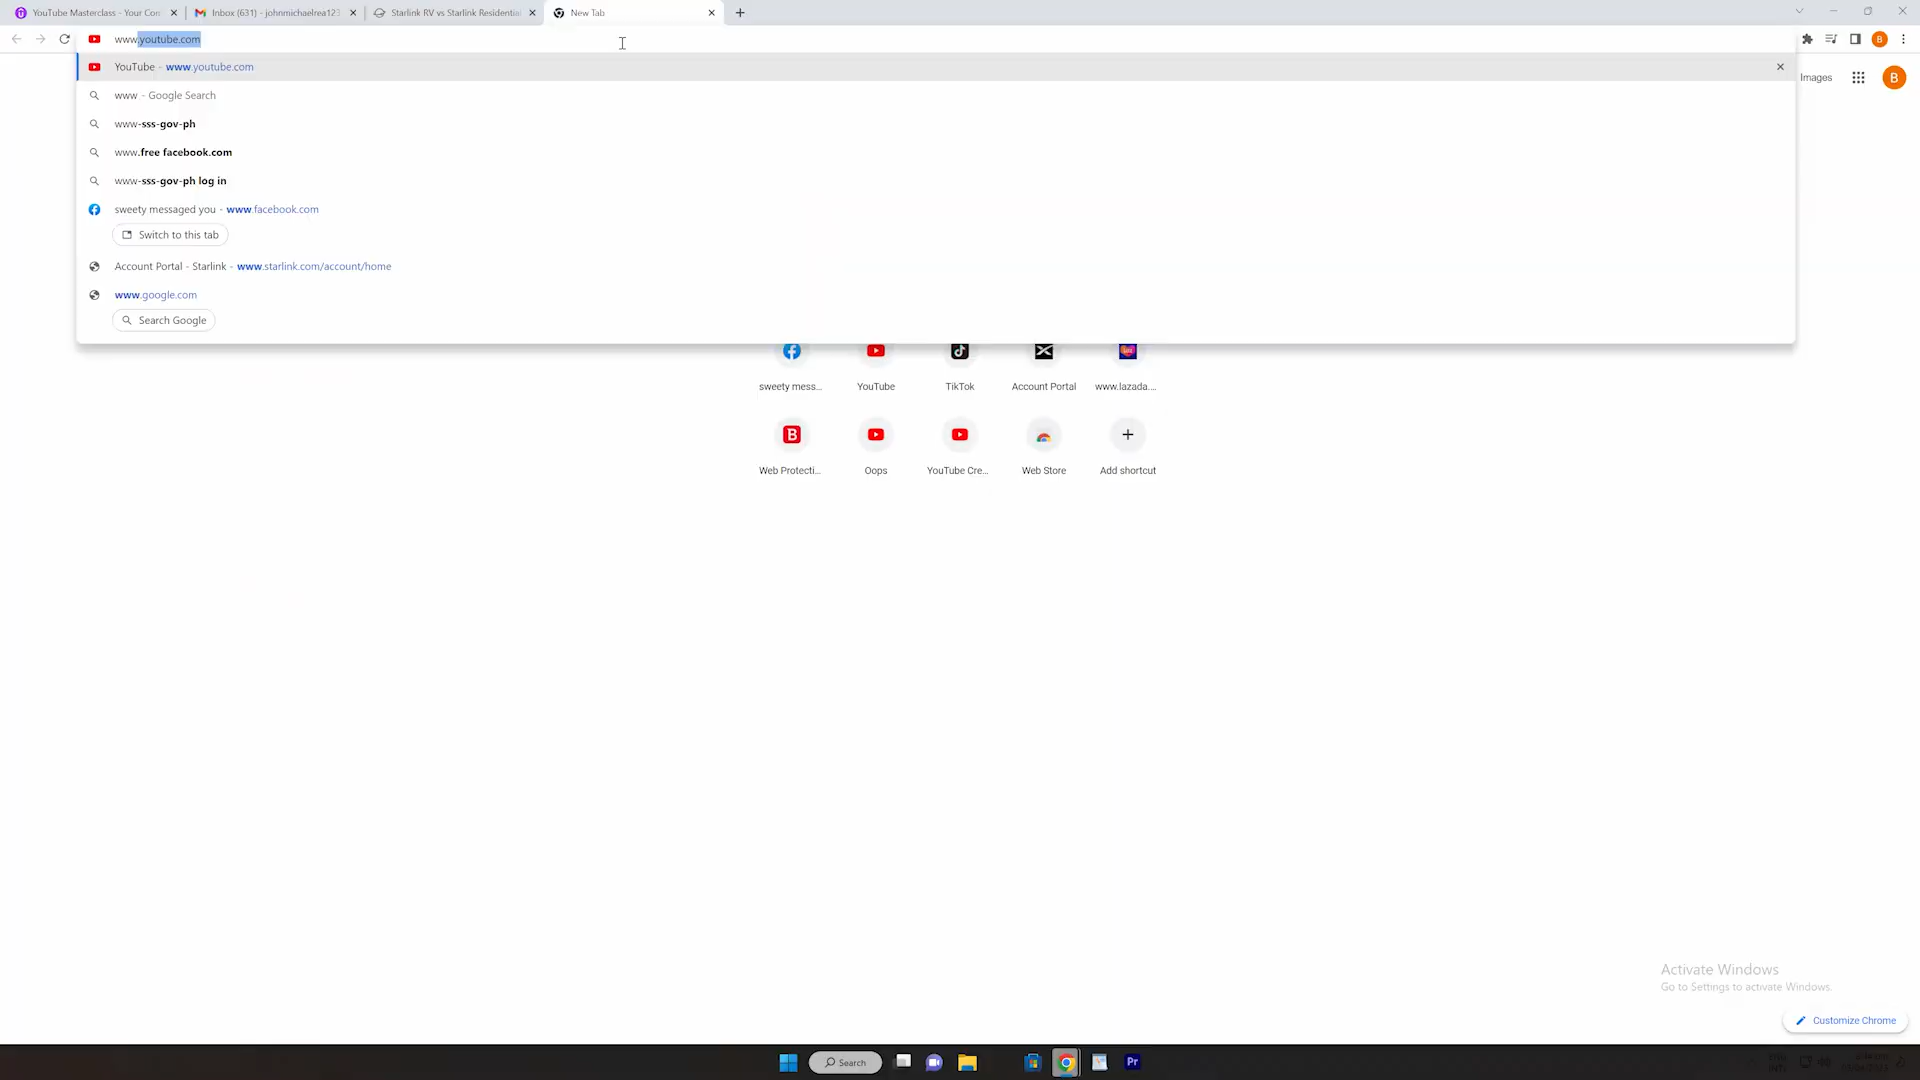 YouTube Masterclass - Your Con
Inbox (631) - johnmichaelrea123
Starlink RV vs Starlink Residential
New Tab
www.youtube.com
B
YouTube - www.youtube.com
www - Google Search
www-sss-gov-ph
www.free facebook.com
www-sss-gov-ph log in
sweety messaged you - www.facebook.com
Switch to this tab
Account Portal - Starlink - www.starlink.com/account/home
www.google.com
Search Google
Images
B
sweety mess...
YouTube
TikTok
Account Portal
www.lazada....
B
Web Protecti...
Oops
YouTube Cre...
Web Store
Add shortcut
Activate Windows
Go to Settings to activate Windows.
Customize Chrome
Search
Pr